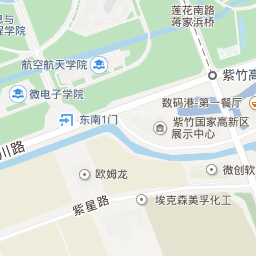 莲花南路
蒋家浜桥
息与
程学院
航空航天学院
紫竹高
微电子学院
数码港·第一餐厅
东南1门
紫竹国家高新区
展示中心
川路
微创软
欧姆龙
紫星路
埃克森美孚化工